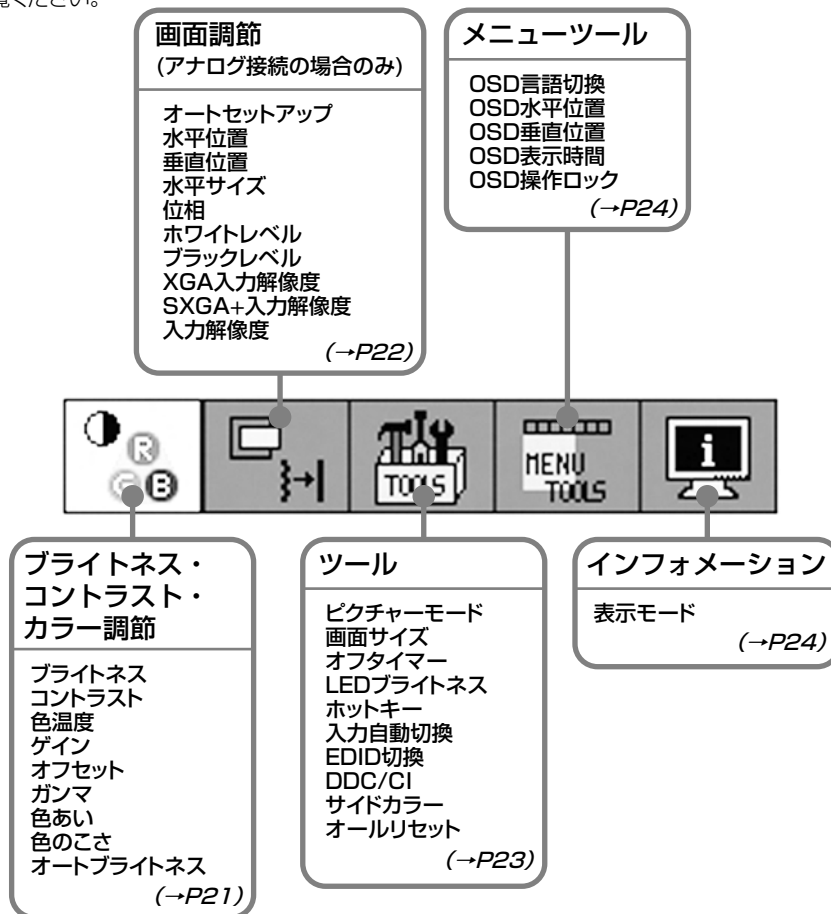 覧ください。
画面調節
(アナログ接続の場合のみ)
オートセットアップ
水平位置
垂直位置
水平サイズ
位相
ホワイトレベル
ブラックレベル
XGA入力解像度
SXGA+入力解像度
入力解像度
(→P22)
メニューツール
OSD言語切換
OSD水平位置
OSD垂直位置
OSD表示時間
OSD操作ロック
(→P24)
R
G B
TOOLS
MENU
TOOLS
i
ブライトネス・
コントラスト・
カラー調節
ブライトネス
コントラスト
色温度
ゲイン
オフセット
ガンマ
色あい
色のこさ
オートブライトネス
(→P21)
ツール
ピクチャーモード
画面サイズ
オフタイマー
LEDブライトネス
ホットキー
入力自動切換
EDID切換
DDC/CI
サイドカラー
オールリセット
(→P23)
インフォメーション
表示モード
(→P24)